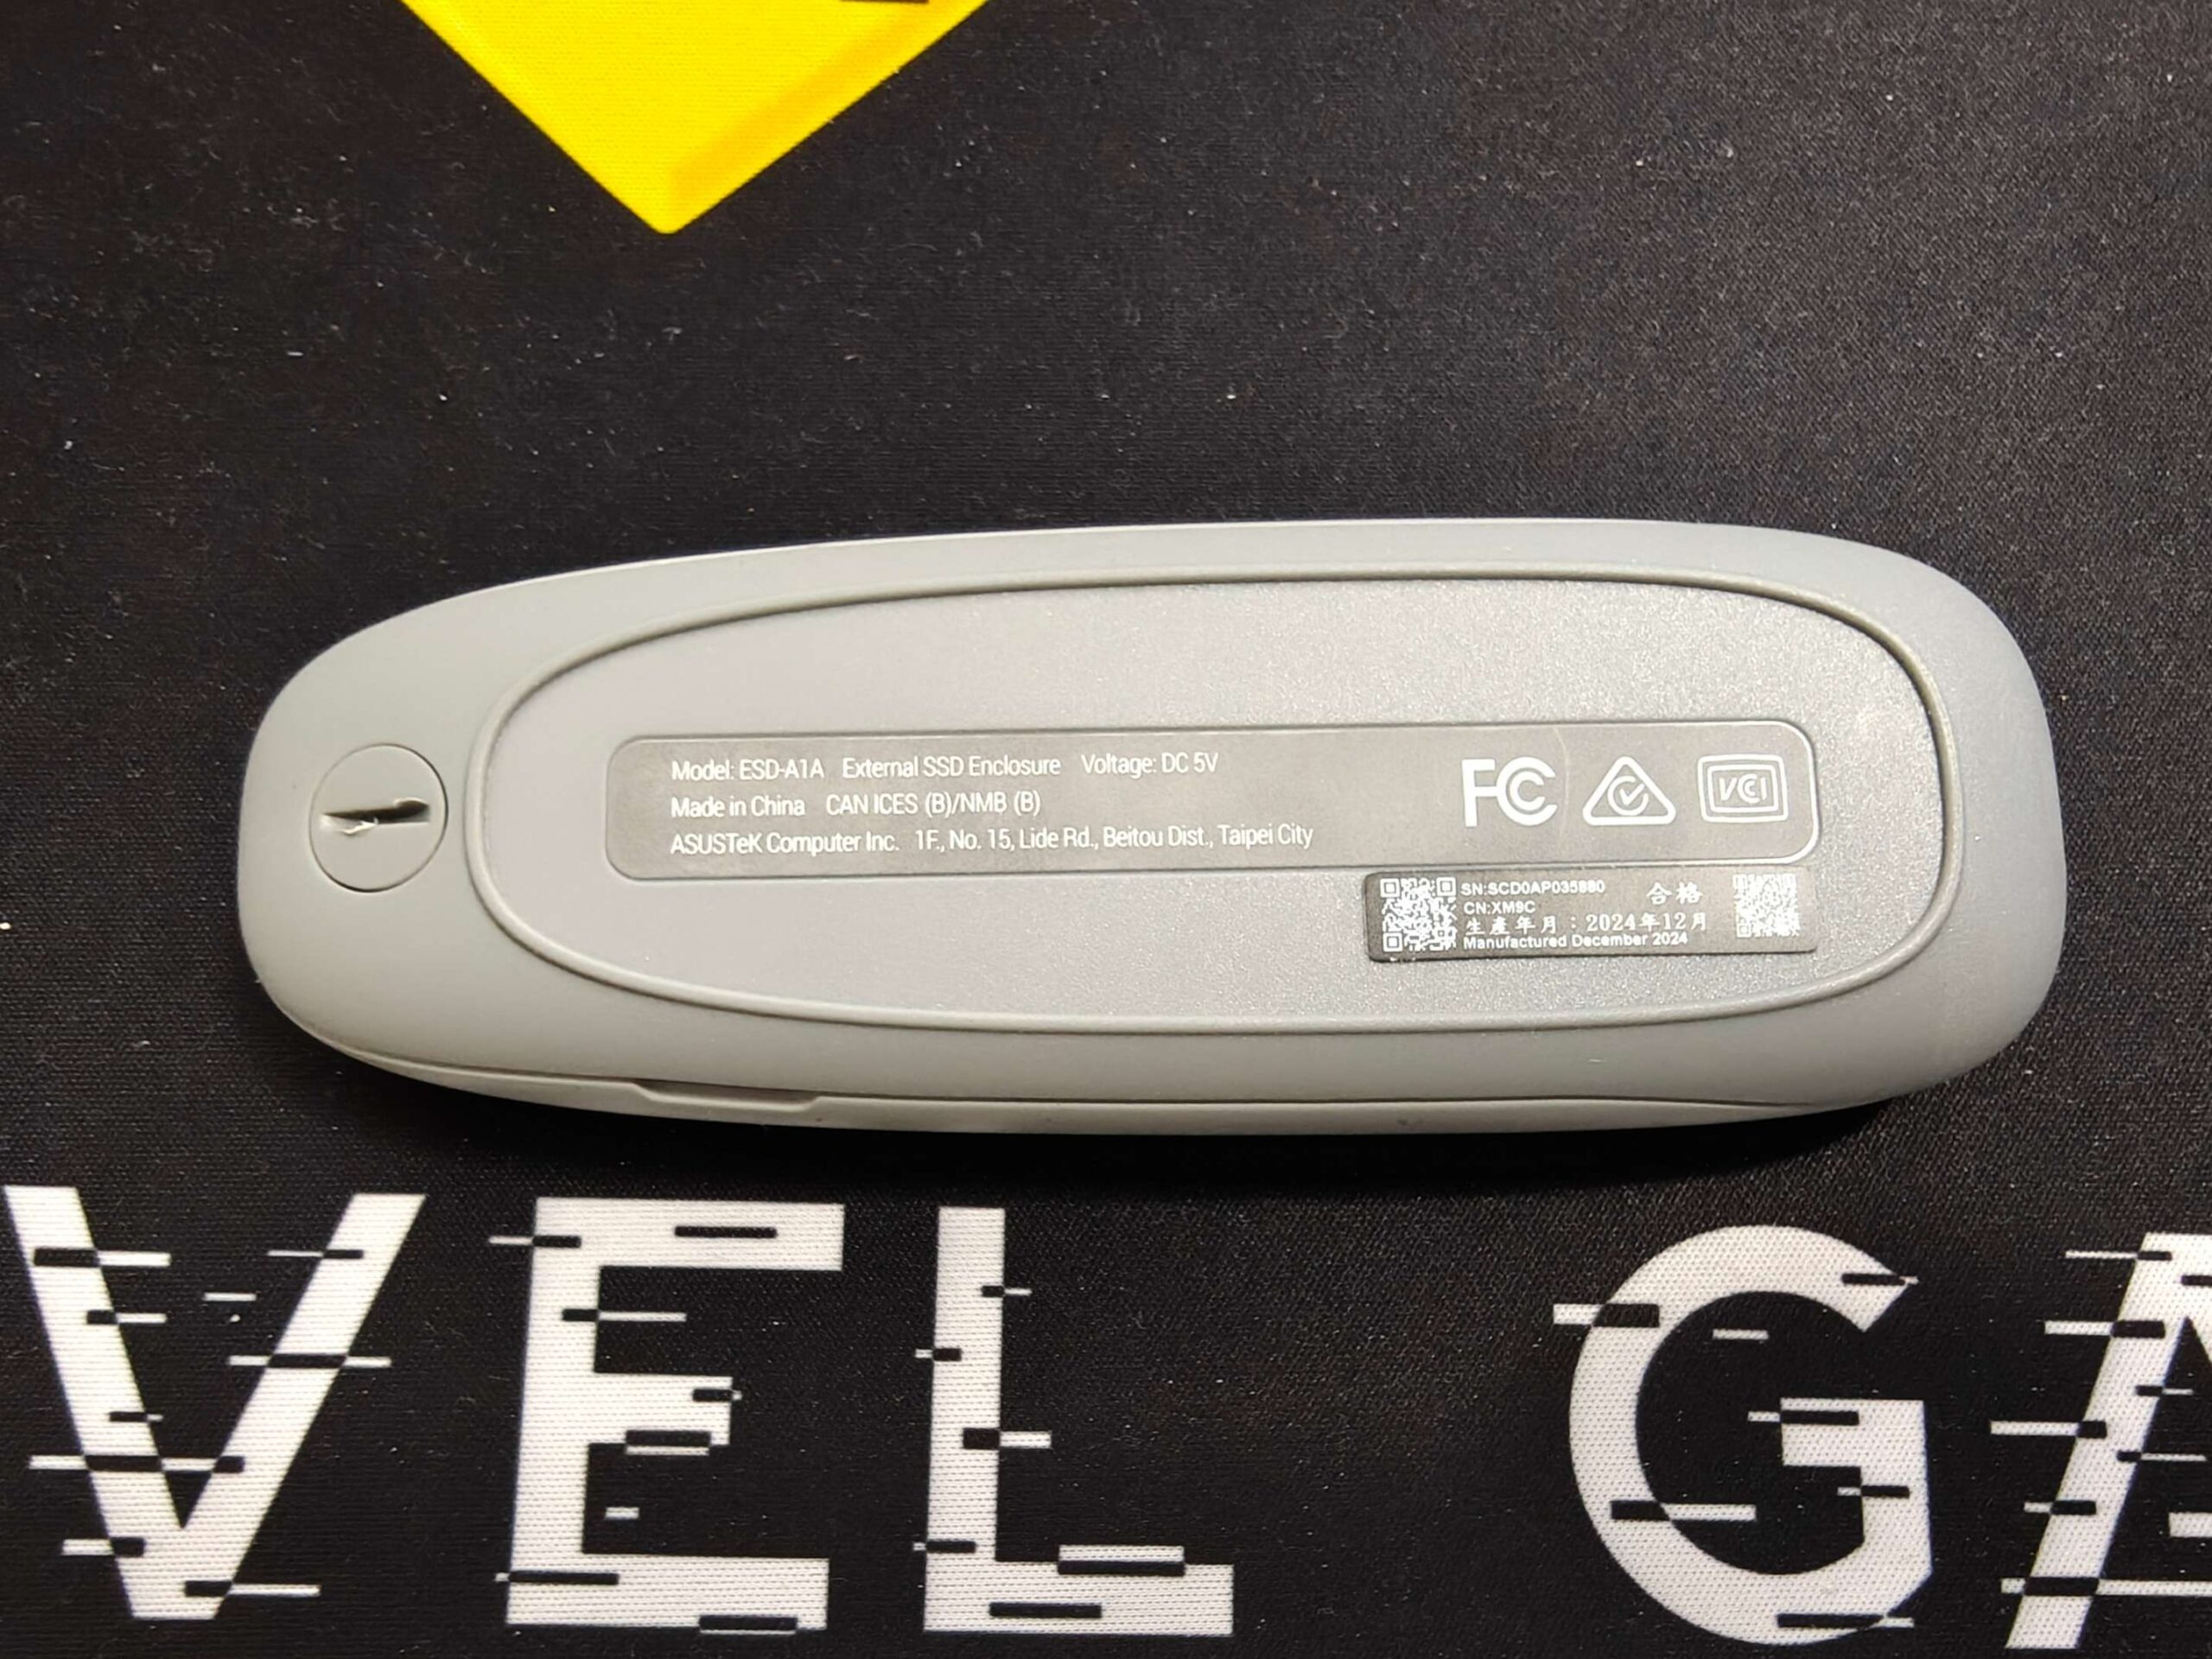 Model: ESD-A1A External SSD Enclosure Voltage: DC 5V
Made in China CAN ICES (B)/NMB (B)
ASUSTeK Computer Inc. 1F., No. 15, Lide Rd., Beitou Dist., Taipei City
FC
VCI
SN:SCD0AP035880 合格
CN:XM9C
生產年月：2024年12月
Manufactured December 2024
VEL GA